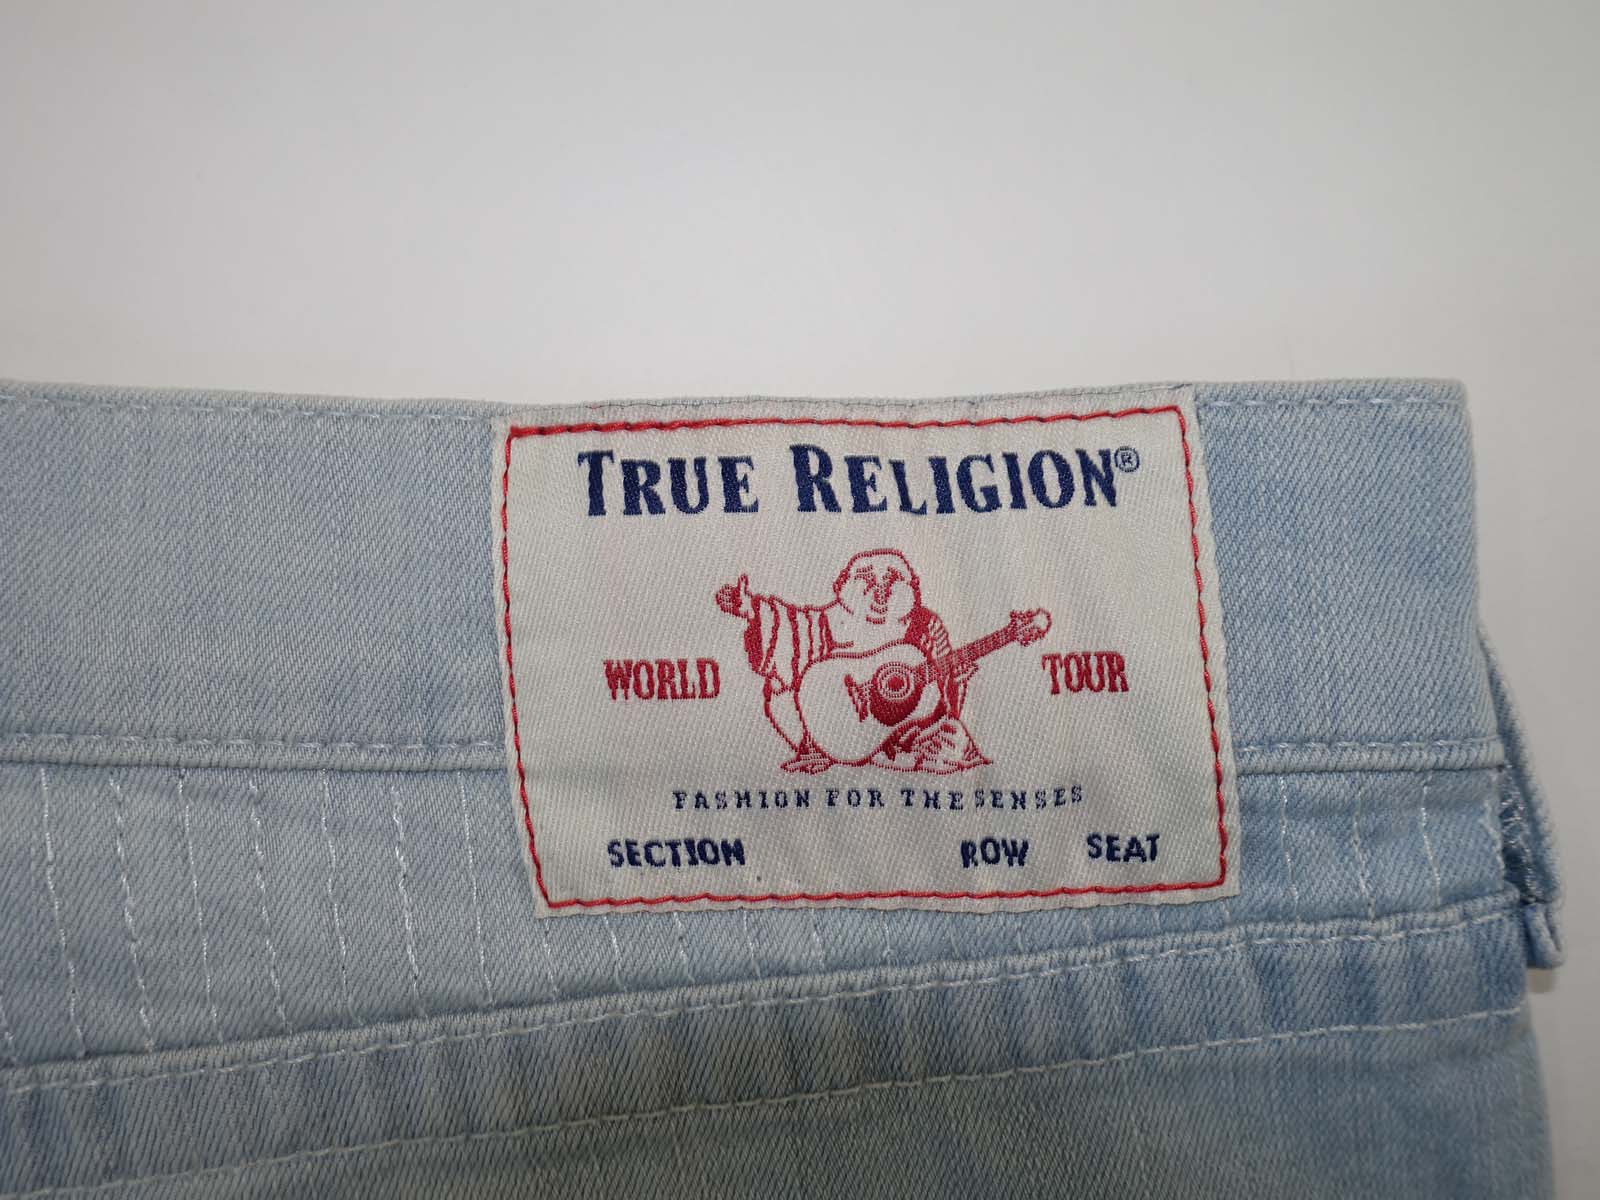 TRUE RELIGION®
WORLD TOUR
FASHION FOR THE SENSES
SECTION ROW SEAT